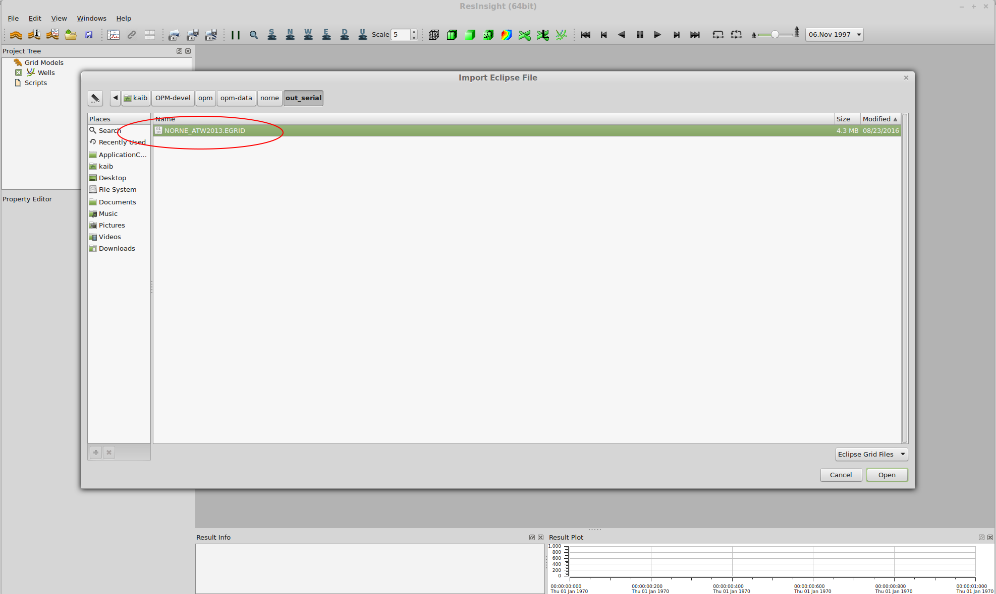 ResInsight (64bit)
File Edit View Windows Help
S N W E D U Scale 5 06.Nov 1997
Project Tree
Grid Models
Wells
Scripts
Property Editor
Import Eclipse File
kaib OPM-devel opm opm-data norne out_serial
Places Name Size Modified
Search NORNE_ATW2013.EGRID 4.3 MB 08/23/2016
Recently Used
ApplicationC...
kaib
Desktop
File System
Documents
Music
Pictures
Videos
Downloads
Eclipse Grid Files
Cancel Open
Result Info Result Plot
1.000
800
600
400
200
0
00:00:00:000 00:00:00:200 00:00:00:400 00:00:00:600 00:00:00:800 00:00:01:000
Thu 01 Jan 1970 Thu 01 Jan 1970 Thu 01 Jan 1970 Thu 01 Jan 1970 Thu 01 Jan 1970 Thu 01 Jan 1970